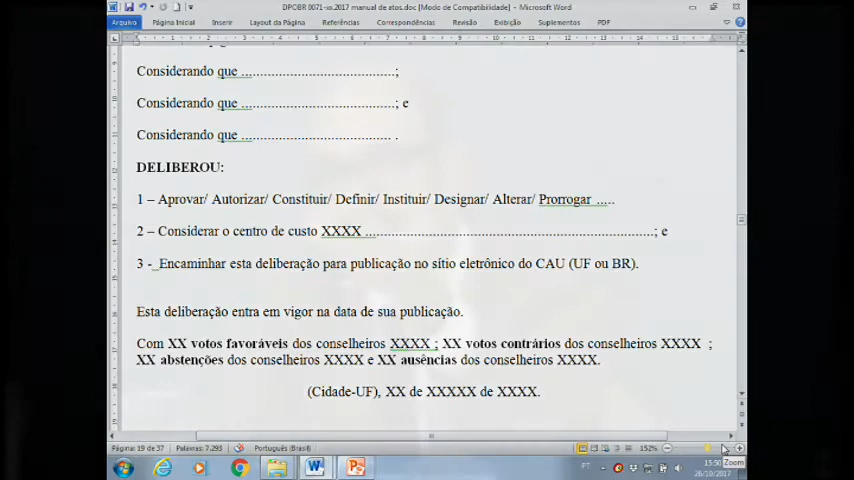 DPOBR 0071-xx.2017 manual de atos.doc [Modo de Compatibilidade] - Microsoft Word
Arquivo Página Inicial Inserir Layout da Página Referências Correspondências Revisão Exibição Suplementos PDF
Considerando que ...............................................;
Considerando que ...............................................; e
Considerando que .............................................. .
DELIBEROU:
1 – Aprovar/ Autorizar/ Constituir/ Definir/ Instituir/ Designar/ Alterar/ Prorrogar .....
2 – Considerar o centro de custo XXXX ....................................................................................; e
3 - Encaminhar esta deliberação para publicação no sítio eletrônico do CAU (UF ou BR).
Esta deliberação entra em vigor na data de sua publicação.
Com XX votos favoráveis dos conselheiros XXXX ; XX votos contrários dos conselheiros XXXX ;
XX abstenções dos conselheiros XXXX e XX ausências dos conselheiros XXXX.
(Cidade-UF), XX de XXXXX de XXXX.
Página: 19 de 37 Palavras: 7.293 Português (Brasil) 152%
PT 15:50 Zoom
26/10/2017